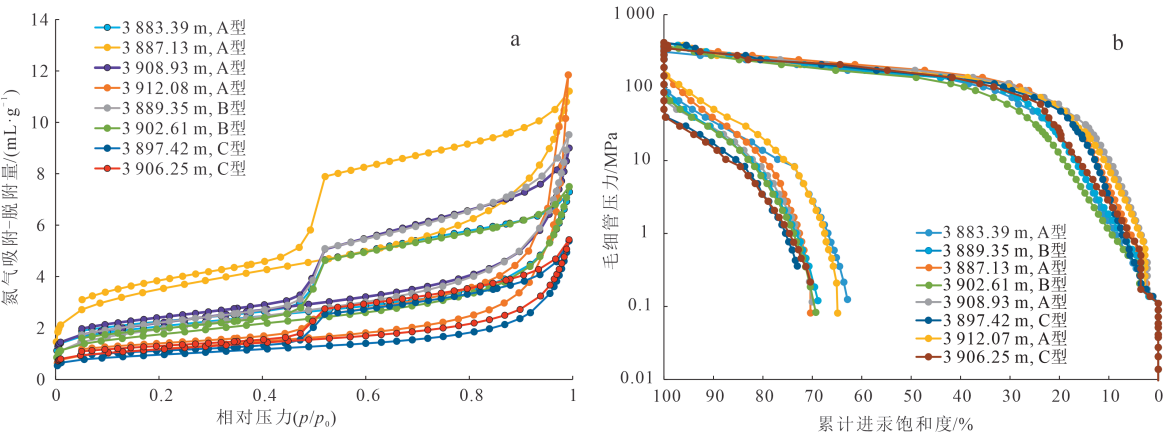 14
12
10
8
6
4
2
0
氮气吸附-脱附量/(mL·g⁻¹)
3 883.39 m, A型
3 887.13 m, A型
3 908.93 m, A型
3 912.08 m, A型
3 889.35 m, B型
3 902.61 m, B型
3 897.42 m, C型
3 906.25 m, C型
a
0 0.2 0.4 0.6 0.8 1
相对压力(p/p₀)
1 000
100
10
1
0.1
0.01
毛细管压力/MPa
b
3 883.39 m, A型
3 889.35 m, B型
3 887.13 m, A型
3 902.61 m, B型
3 908.93 m, A型
3 897.42 m, C型
3 912.07 m, A型
3 906.25 m, C型
100 90 80 70 60 50 40 30 20 10 0
累计进汞饱和度/%